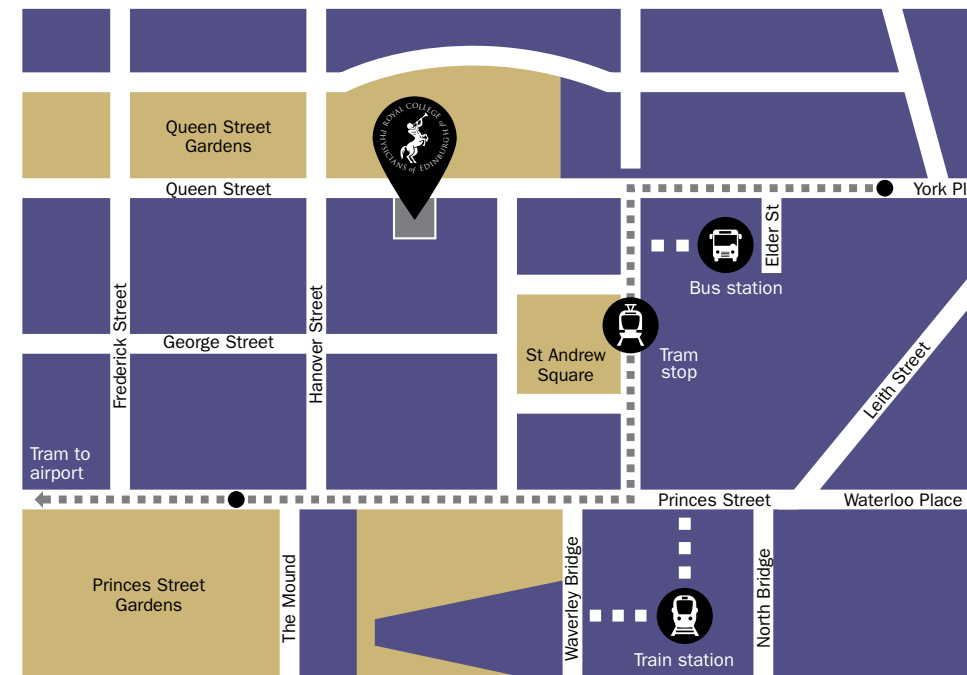 ROYAL COLLEGE of
PHYSICIANS of EDINBURGH
Queen Street
Gardens
Queen Street
York Pl
Elder St
Bus station
Frederick Street
Hanover Street
George Street
St Andrew
Square
Tram
stop
Leith Street
Tram to
airport
Princes Street
Waterloo Place
Princes Street
Gardens
The Mound
Waverley Bridge
North Bridge
Train station